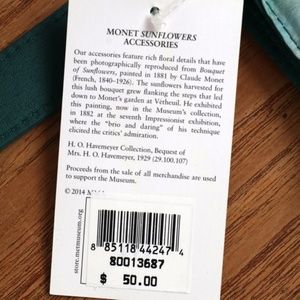 MONET SUNFLOWERS
ACCESSORIES
Our accessories feature rich floral details that have
been photographically reproduced from Bouquet
of Sunflowers, painted in 1881 by Claude Monet
(French, 1840–1926). The sunflowers harvested for
this lush bouquet grew flanking the steps that led
down to Monet's garden at Vétheuil. He exhibited
this painting, now in the Museum's collection,
in 1882 at the seventh Impressionist exhibition,
where the "brio and daring" of his technique
elicited the critics' admiration.
H. O. Havemeyer Collection, Bequest of
Mrs. H. O. Havemeyer, 1929 (29.100.107)
Proceeds from the sale of all merchandise are used
to support the Museum.
© 2014
store.metmuseum.org
8 85118 44247 4
80013687
$ 50.00